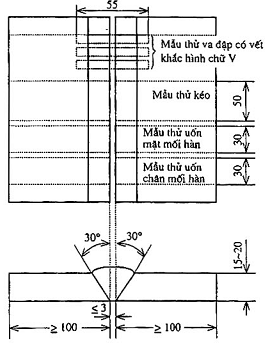 55
Mẫu thử va đập có vết
khắc hình chữ V
Mẫu thử kéo
50
Mẫu thử uốn
mặt mối hàn
30
Mẫu thử uốn
chân mối hàn
30
30°
30°
15~20
≤ 3
≥ 100
≥ 100